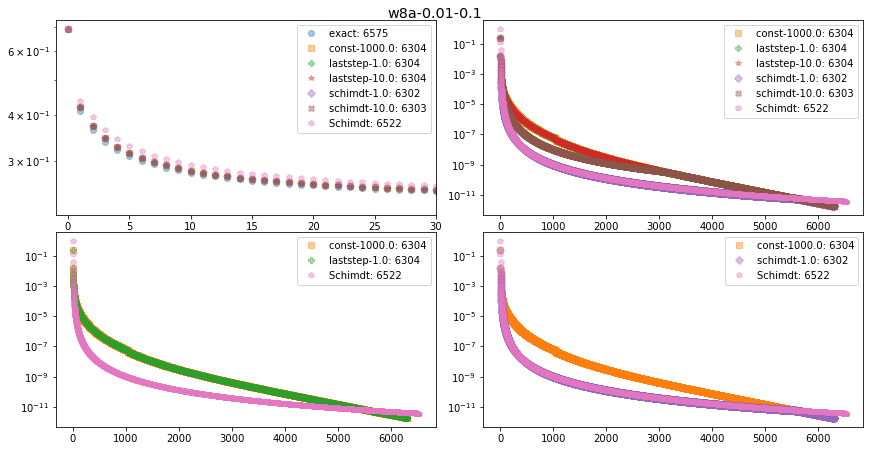 w8a-0.01-0.1
6 × 10⁻¹
4 × 10⁻¹
3 × 10⁻¹
0 5 10 15 20 25 30
exact: 6575
const-1000.0: 6304
laststep-1.0: 6304
laststep-10.0: 6304
schimdt-1.0: 6302
schimdt-10.0: 6303
Schimdt: 6522
10⁻¹
10⁻³
10⁻⁵
10⁻⁷
10⁻⁹
10⁻¹¹
0 1000 2000 3000 4000 5000 6000
const-1000.0: 6304
laststep-1.0: 6304
laststep-10.0: 6304
schimdt-1.0: 6302
schimdt-10.0: 6303
Schimdt: 6522
10⁻¹
10⁻³
10⁻⁵
10⁻⁷
10⁻⁹
10⁻¹¹
0 1000 2000 3000 4000 5000 6000
const-1000.0: 6304
laststep-1.0: 6304
Schimdt: 6522
10⁻¹
10⁻³
10⁻⁵
10⁻⁷
10⁻⁹
10⁻¹¹
0 1000 2000 3000 4000 5000 6000
const-1000.0: 6304
schimdt-1.0: 6302
Schimdt: 6522